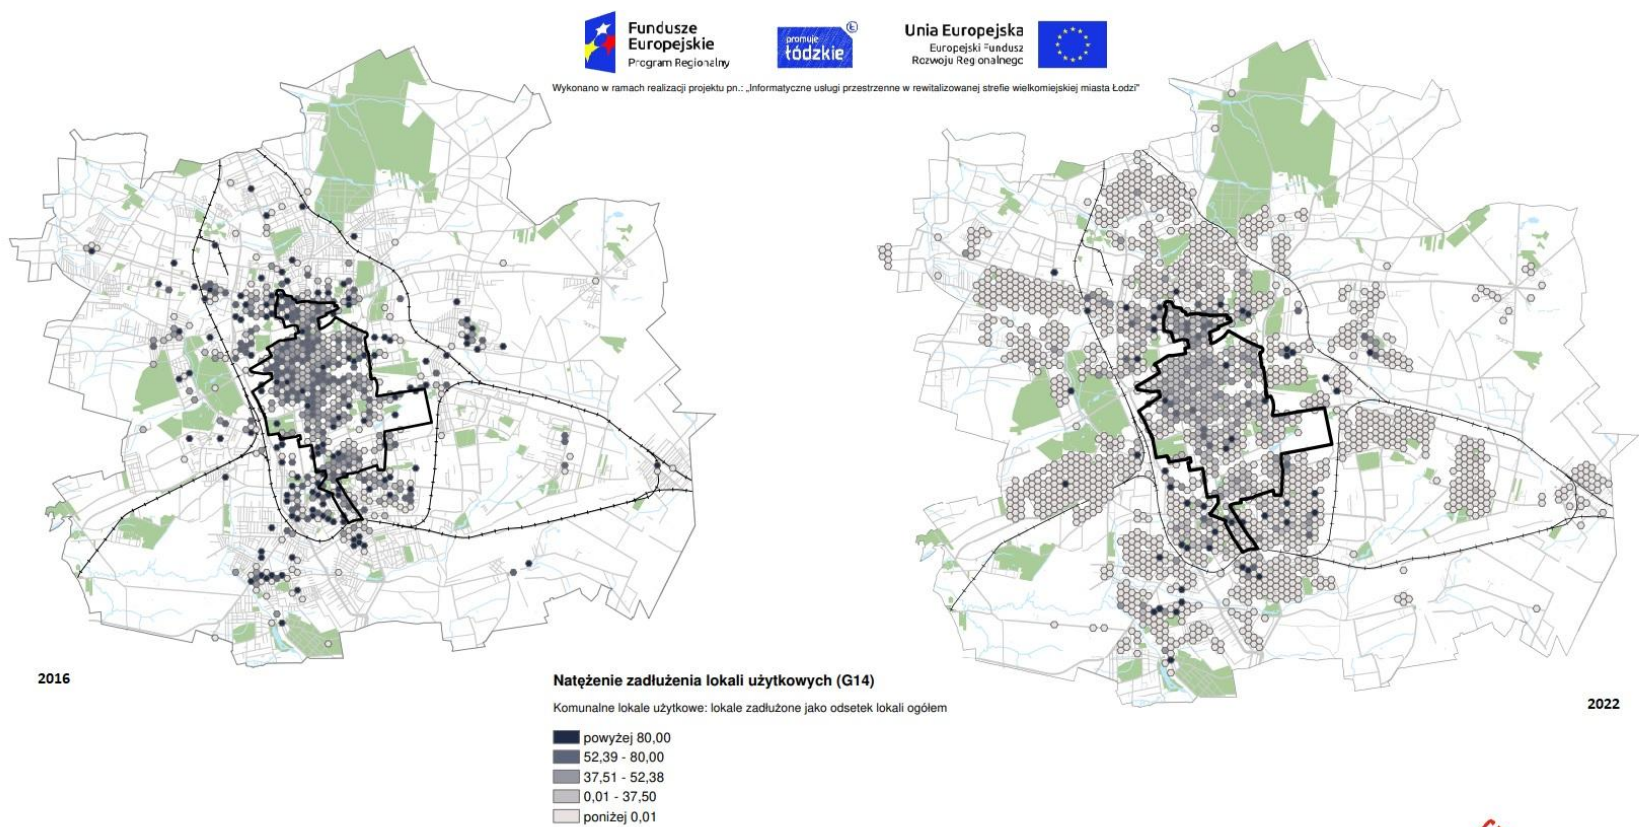 Fundusze
Europejskie
Program Regionalny
promuje
łódzkie
Unia Europejska
Europejski Fundusz
Rozwoju Regionalnego
Wykonano w ramach realizacji projektu pn.: „Informatyczne usługi przestrzenne w rewitalizowanej strefie wielkomiejskiej miasta Łodzi"
2016
2022
Natężenie zadłużenia lokali użytkowych (G14)
Komunalne lokale użytkowe: lokale zadłużone jako odsetek lokali ogółem
powyżej 80,00
52,39 - 80,00
37,51 - 52,38
0,01 - 37,50
poniżej 0,01